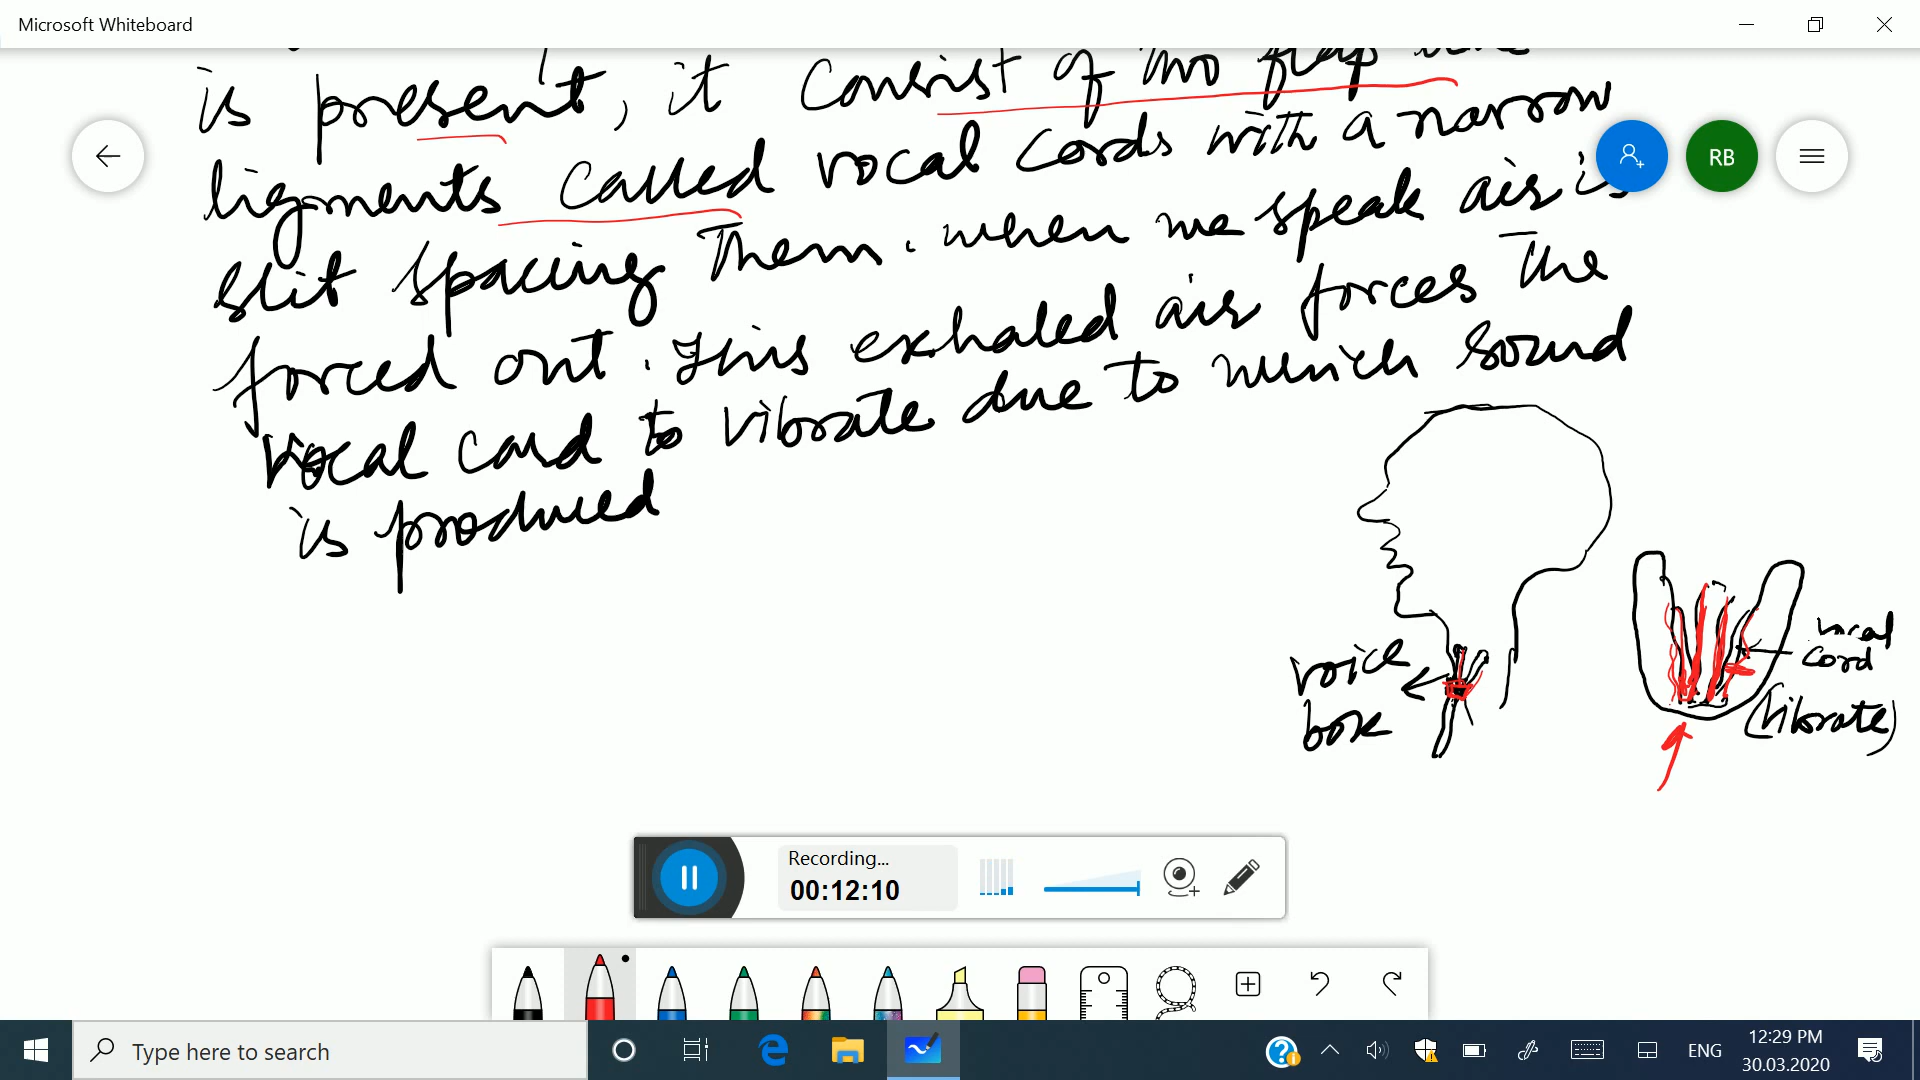 Microsoft Whiteboard
is present, it consist of two flap
ligments called vocal cords with a narrow
slit spacing them. when we speak air is
forced out. This exhaled air forces the
vocal cord to vibrate due to which sound
is produced
RB
voice
box
vocal
cord
(vibrate)
Recording...
00:12:10
Type here to search
ENG
12:29 PM
30.03.2020